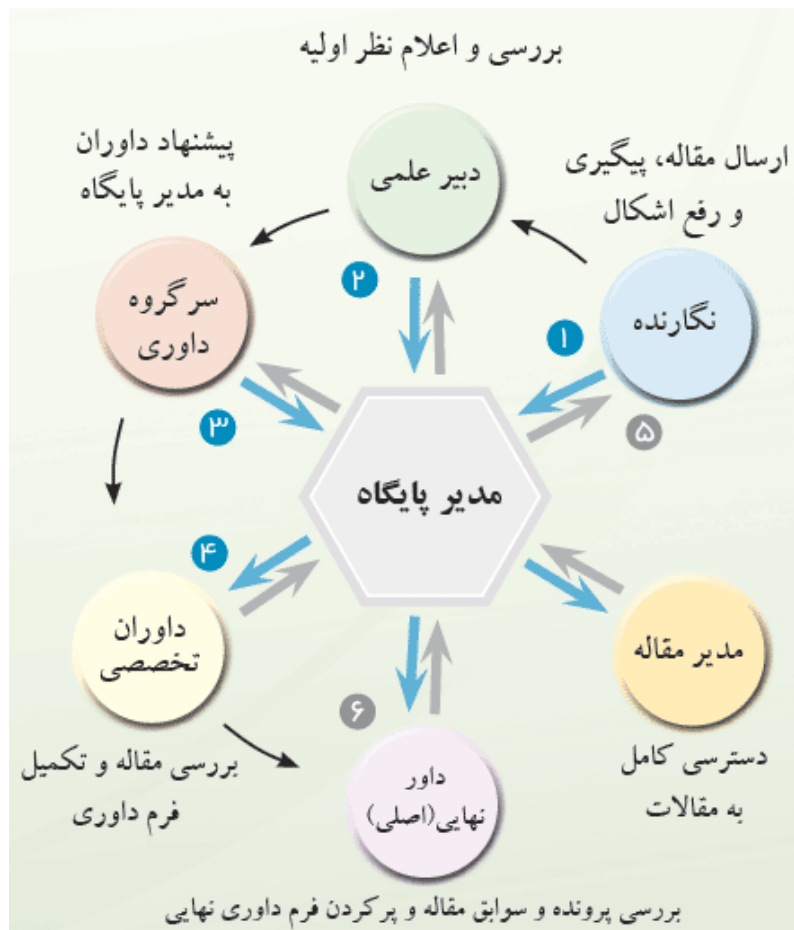 بررسی و اعلام نظر اولیه
دبیر علمی
ارسال مقاله، پیگیری
و رفع اشکال
نگارنده
پیشنهاد داوران
به مدیر پایگاه
سر گروه
داوری
۲
۱
۳
۵
مدیر پایگاه
۴
داوران
تخصصی
بررسی مقاله و تکمیل
فرم داوری
مدیر مقاله
دسترسی کامل
به مقالات
۶
داور
نهایی(اصلی)
بررسی پرونده و سوابق مقاله و پرکردن فرم داوری نهایی